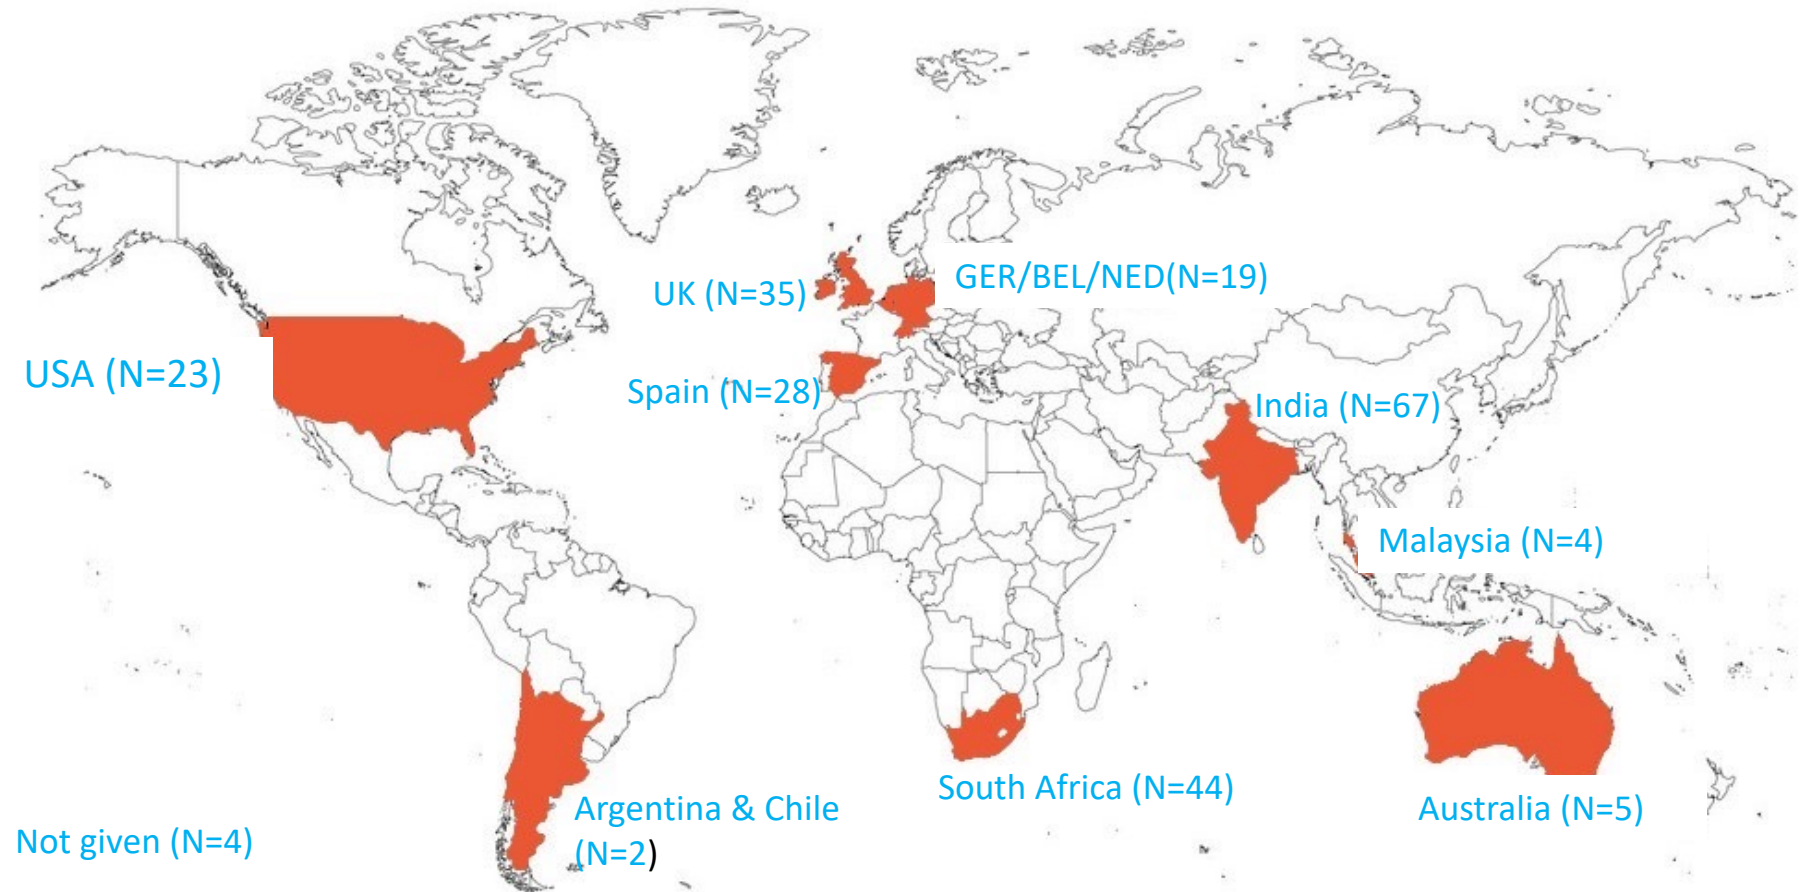 GER/BEL/NED(N=19)
UK (N=35)
USA (N=23)
Spain (N=28)
India (N=67)
Malaysia (N=4)
South Africa (N=44)
Argentina & Chile
(N=2)
Australia (N=5)
Not given (N=4)